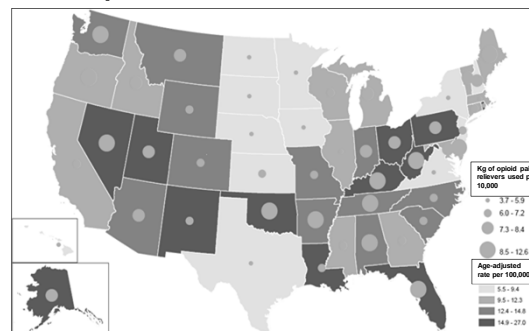 Kg of opioid pai
relievers used p
10,000
3.7 - 5.9
6.0 - 7.2
7.3 - 8.4
8.5 - 12.6
Age-adjusted
rate per 100,000
5.5 - 9.4
9.5 - 12.3
12.4 - 14.8
14.9 - 27.0